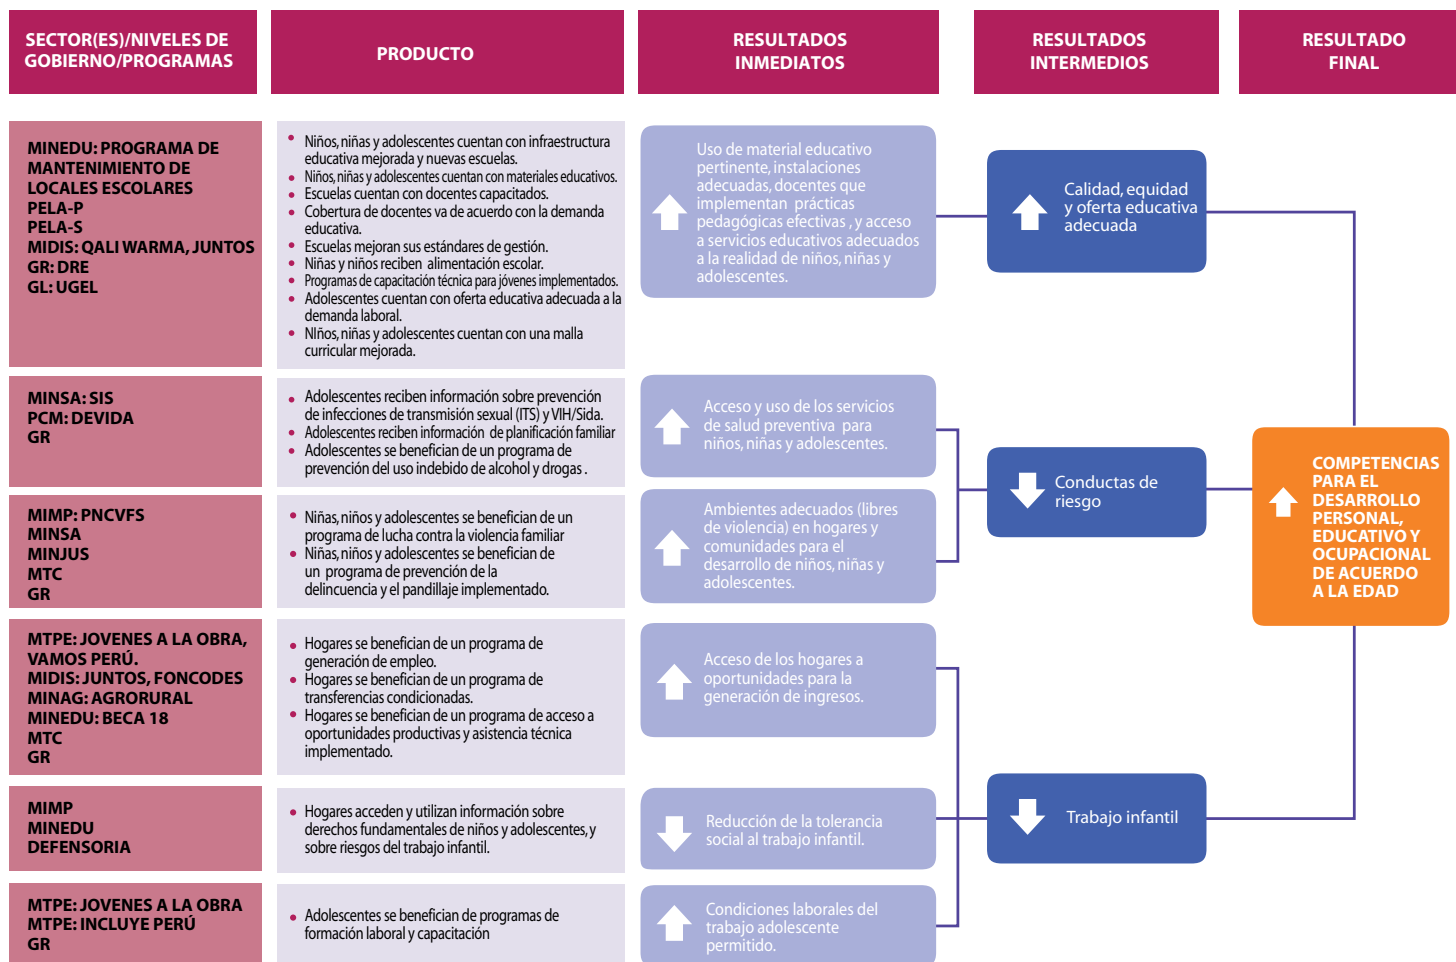 SECTOR(ES)/NIVELES DE
GOBIERNO/PROGRAMAS
PRODUCTO
RESULTADOS
INMEDIATOS
RESULTADOS
INTERMEDIOS
RESULTADO
FINAL
MINEDU: PROGRAMA DE
MANTENIMIENTO DE
LOCALES ESCOLARES
PELA-P
PELA-S
MIDIS: QALI WARMA, JUNTOS
GR: DRE
GL: UGEL
• Niños, niñas y adolescentes cuentan con infraestructura
educativa mejorada y nuevas escuelas.
• Niños, niñas y adolescentes cuentan con materiales educativos.
• Escuelas cuentan con docentes capacitados.
• Cobertura de docentes va de acuerdo con la demanda
educativa.
• Escuelas mejoran sus estándares de gestión.
• Niñas y niños reciben alimentación escolar.
• Programas de capacitación técnica para jóvenes implementados.
• Adolescentes cuentan con oferta educativa adecuada a la
demanda laboral.
• NIños, niñas y adolescentes cuentan con una malla
curricular mejorada.
Uso de material educativo
pertinente, instalaciones
adecuadas, docentes que
implementan prácticas
pedagógicas efectivas , y acceso
a servicios educativos adecuados
a la realidad de niños, niñas y
adolescentes.
Calidad, equidad
y oferta educativa
adecuada
MINSA: SIS
PCM: DEVIDA
GR
• Adolescentes reciben información sobre prevención
de infecciones de transmisión sexual (ITS) y VIH/Sida.
• Adolescentes reciben información de planificación familiar
• Adolescentes se benefician de un programa de
prevención del uso indebido de alcohol y drogas .
Acceso y uso de los servicios
de salud preventiva para
niños, niñas y adolescentes.
MIMP: PNCVFS
MINSA
MINJUS
MTC
GR
• Niñas, niños y adolescentes se benefician de un
programa de lucha contra la violencia familiar
• Niñas, niños y adolescentes se benefician de
un programa de prevención de la
delincuencia y el pandillaje implementado.
Ambientes adecuados (libres
de violencia) en hogares y
comunidades para el
desarrollo de niños, niñas y
adolescentes.
Conductas de
riesgo
COMPETENCIAS
PARA EL
DESARROLLO
PERSONAL,
EDUCATIVO Y
OCUPACIONAL
DE ACUERDO
A LA EDAD
MTPE: JOVENES A LA OBRA,
VAMOS PERÚ.
MIDIS: JUNTOS, FONCODES
MINAG: AGRORURAL
MINEDU: BECA 18
MTC
GR
• Hogares se benefician de un programa de
generación de empleo.
• Hogares se benefician de un programa de
transferencias condicionadas.
• Hogares se benefician de un programa de acceso a
oportunidades productivas y asistencia técnica
implementado.
Acceso de los hogares a
oportunidades para la
generación de ingresos.
MIMP
MINEDU
DEFENSORIA
• Hogares acceden y utilizan información sobre
derechos fundamentales de niños y adolescentes, y
sobre riesgos del trabajo infantil.
Reducción de la tolerancia
social al trabajo infantil.
Trabajo infantil
MTPE: JOVENES A LA OBRA
MTPE: INCLUYE PERÚ
GR
• Adolescentes se benefician de programas de
formación laboral y capacitación
Condiciones laborales del
trabajo adolescente
permitido.